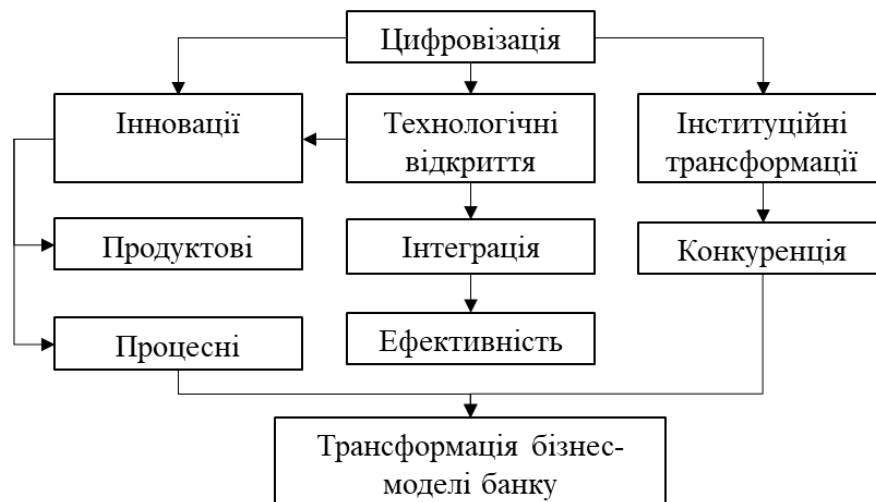 Цифровізація
Інновації
Технологічні
відкриття
Інституційні
трансформації
Продуктові
Інтеграція
Конкуренція
Процесні
Ефективність
Трансформація бізнес-
моделі банку